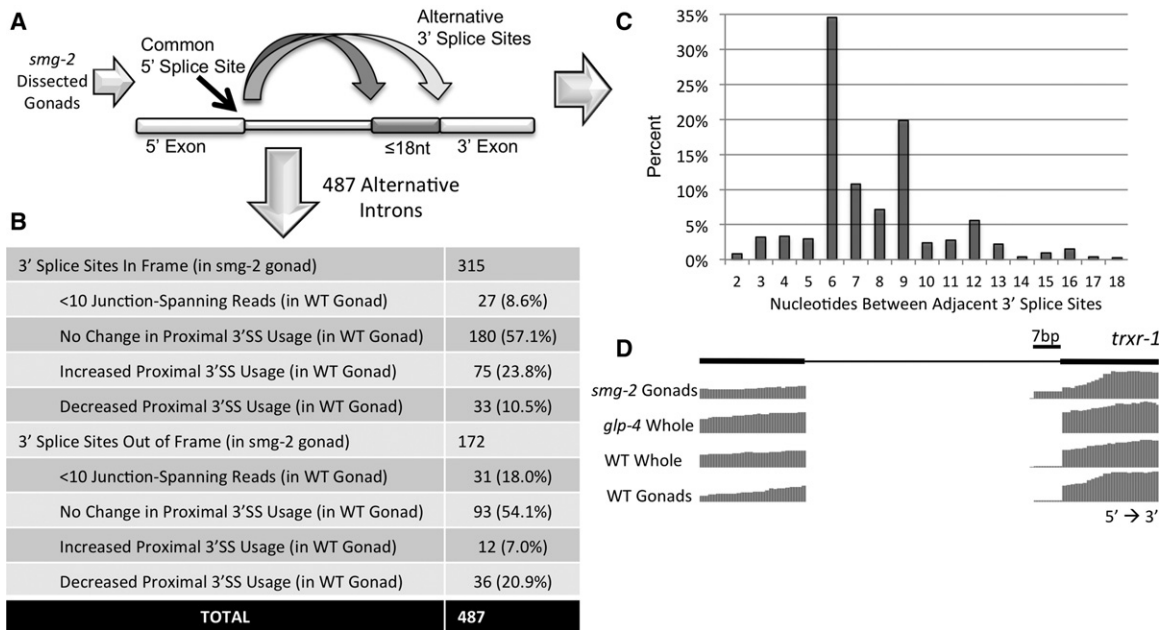 A
smg-2
Dissected
Gonads
Common
5’ Splice Site
Alternative
3’ Splice Sites
5’ Exon
≤18nt
3’ Exon
487 Alternative
Introns
B
3’ Splice Sites In Frame (in smg-2 gonad) 315
<10 Junction-Spanning Reads (in WT Gonad) 27 (8.6%)
No Change in Proximal 3’SS Usage (in WT Gonad) 180 (57.1%)
Increased Proximal 3’SS Usage (in WT Gonad) 75 (23.8%)
Decreased Proximal 3’SS Usage (in WT Gonad) 33 (10.5%)
3’ Splice Sites Out of Frame (in smg-2 gonad) 172
<10 Junction-Spanning Reads (in WT Gonad) 31 (18.0%)
No Change in Proximal 3’SS Usage (in WT Gonad) 93 (54.1%)
Increased Proximal 3’SS Usage (in WT Gonad) 12 (7.0%)
Decreased Proximal 3’SS Usage (in WT Gonad) 36 (20.9%)
TOTAL 487
C
35%
30%
25%
20%
15%
10%
5%
0%
Percent
2 3 4 5 6 7 8 9 10 11 12 13 14 15 16 17 18
Nucleotides Between Adjacent 3’ Splice Sites
D
7bp
trxr-1
smg-2 Gonads
glp-4 Whole
WT Whole
WT Gonads
5’ → 3’